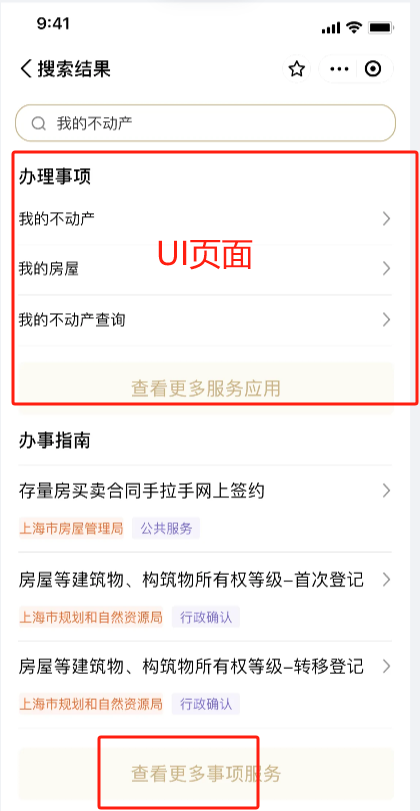 9:41
搜索结果
我的不动产
办理事项
我的不动产
UI页面
我的房屋
我的不动产查询
查看更多服务应用
办事指南
存量房买卖合同手拉手网上签约
上海市房屋管理局 公共服务
房屋等建筑物、构筑物所有权等级-首次登记
上海市规划和自然资源局 行政确认
房屋等建筑物、构筑物所有权等级-转移登记
上海市规划和自然资源局 行政确认
查看更多事项服务